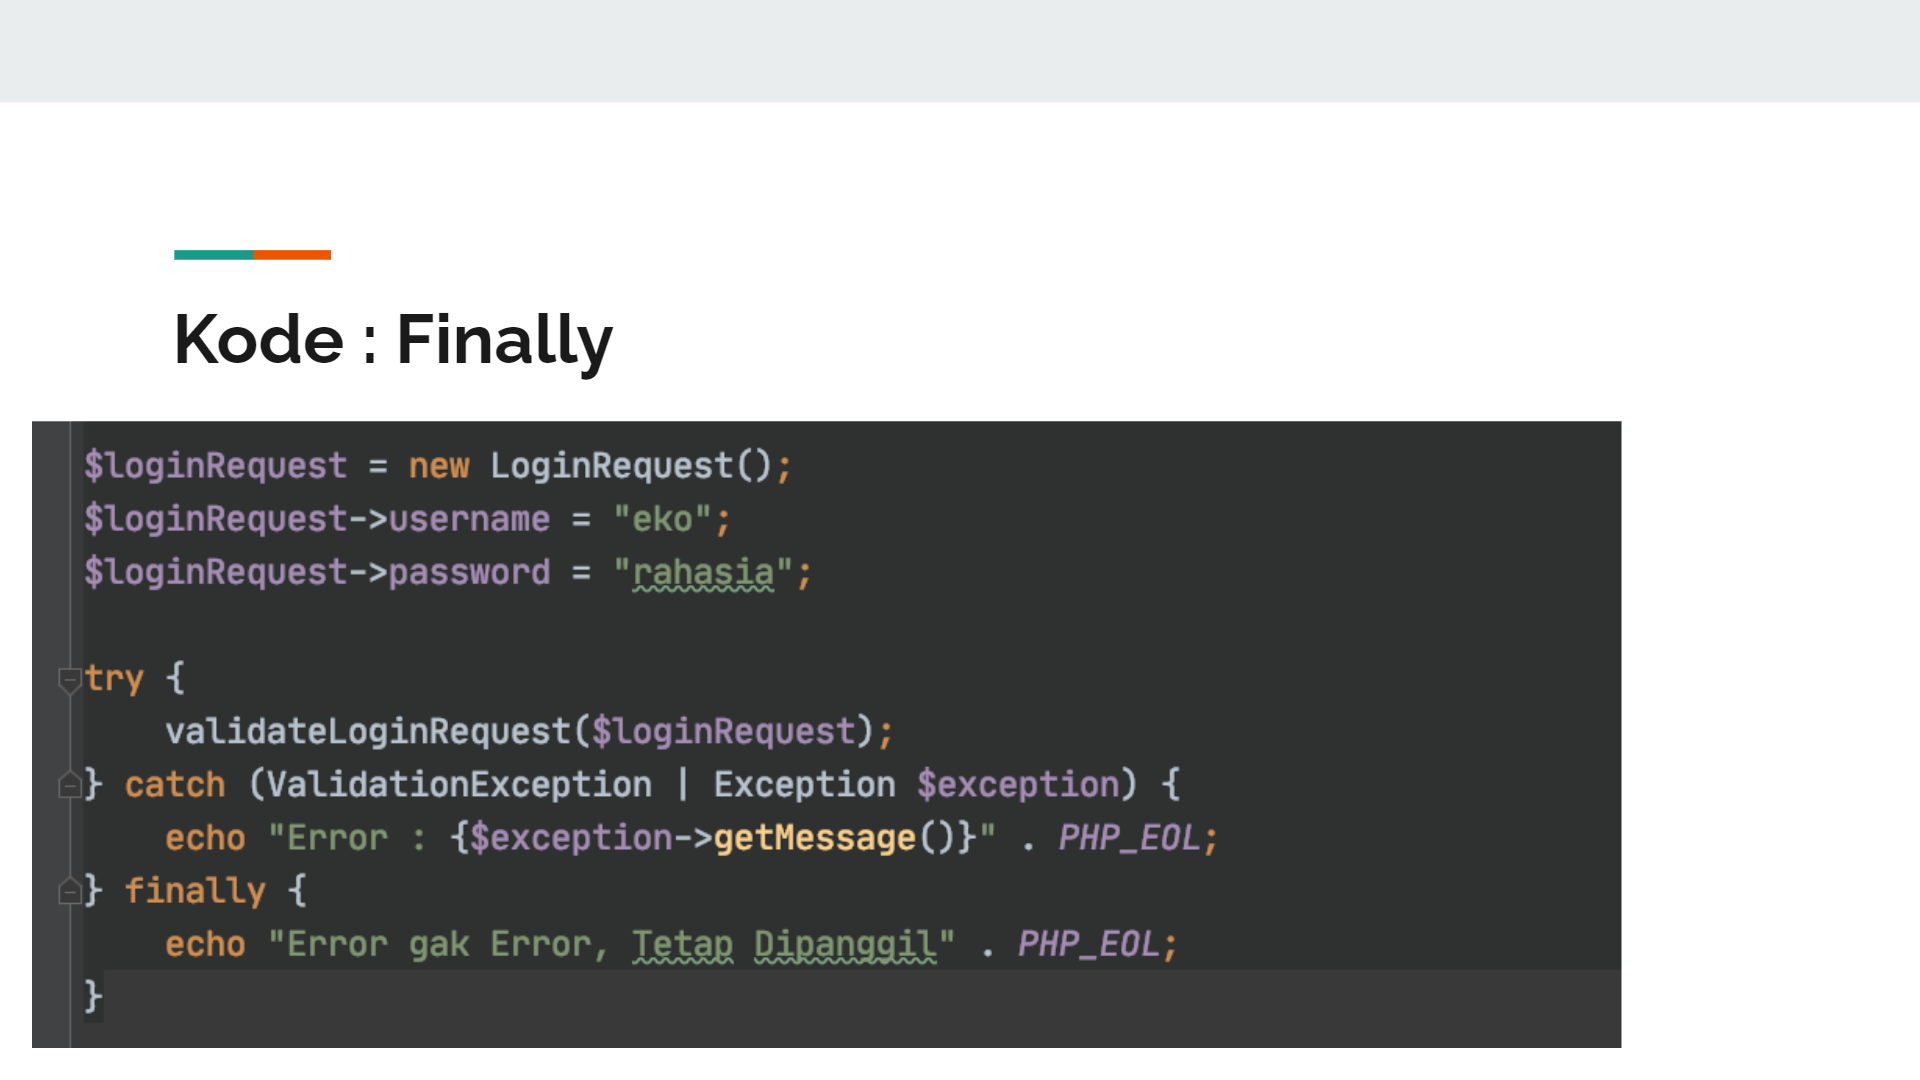 Kode : Finally
$loginRequest = new LoginRequest();
$loginRequest->username = "eko";
$loginRequest->password = "rahasia";
try {
    validateLoginRequest($loginRequest);
} catch (ValidationException | Exception $exception) {
    echo "Error : {$exception->getMessage()}" . PHP_EOL;
} finally {
    echo "Error gak Error, Tetap Dipanggil" . PHP_EOL;
}